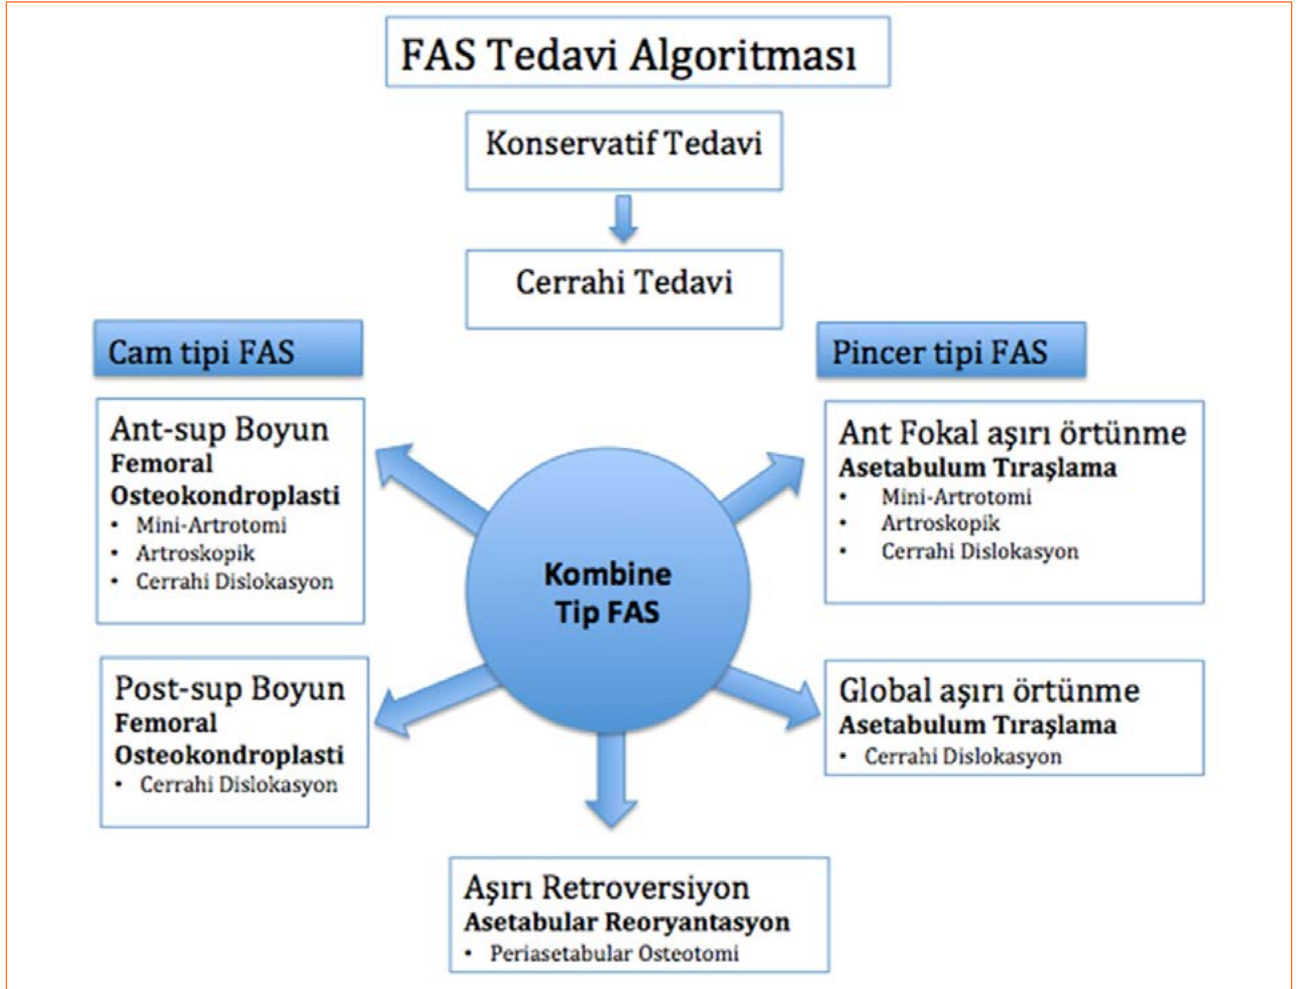 FAS Tedavi Algoritması
Konservatif Tedavi
Cerrahi Tedavi
Cam tipi FAS
Ant-sup Boyun
Femoral
Osteokondroplasti
• Mini-Artrotomi
• Artroskopik
• Cerrahi Dislokasyon
Post-sup Boyun
Femoral
Osteokondroplasti
• Cerrahi Dislokasyon
Kombine
Tip FAS
Pincer tipi FAS
Ant Fokal aşırı örtünme
Asetabulum Tıraşlama
• Mini-Artrotomi
• Artroskopik
• Cerrahi Dislokasyon
Global aşırı örtünme
Asetabulum Tıraşlama
• Cerrahi Dislokasyon
Aşırı Retroversiyon
Asetabular Reoryantasyon
• Periasetabular Osteotomi